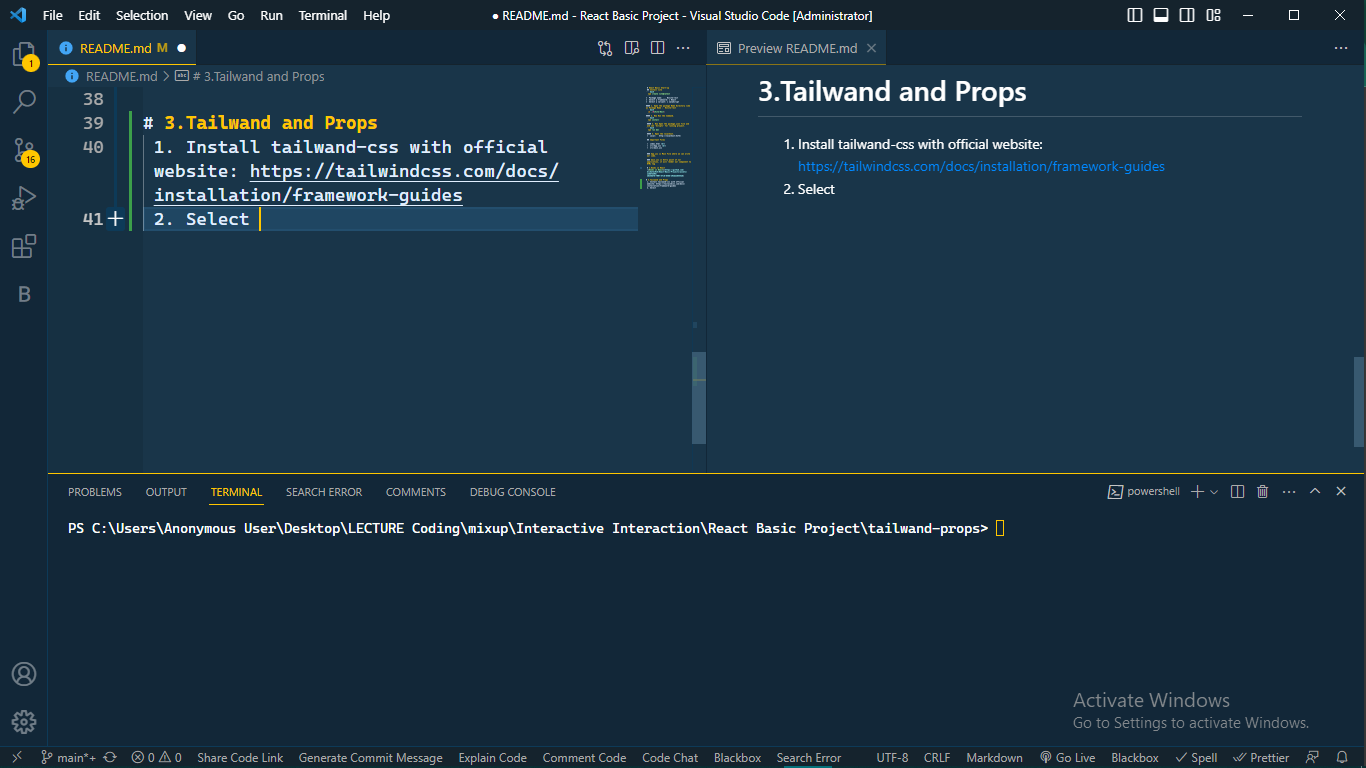 File Edit Selection View Go Run Terminal Help
● README.md - React Basic Project - Visual Studio Code [Administrator]
README.md M ●
Preview README.md
README.md > # 3.Tailwand and Props
1
16
B
38
39 # 3.Tailwand and Props
40 1. Install tailwand-css with official
website: https://tailwindcss.com/docs/
installation/framework-guides
41 2. Select
3.Tailwand and Props
1. Install tailwand-css with official website:
https://tailwindcss.com/docs/installation/framework-guides
2. Select
PROBLEMS OUTPUT TERMINAL SEARCH ERROR COMMENTS DEBUG CONSOLE
powershell
PS C:\Users\Anonymous User\Desktop\LECTURE Coding\mixup\Interactive Interaction\React Basic Project\tailwand-props>
Activate Windows
Go to Settings to activate Windows.
main*+ 0 0 Share Code Link Generate Commit Message Explain Code Comment Code Code Chat Blackbox Search Error UTF-8 CRLF Markdown Go Live Blackbox Spell Prettier